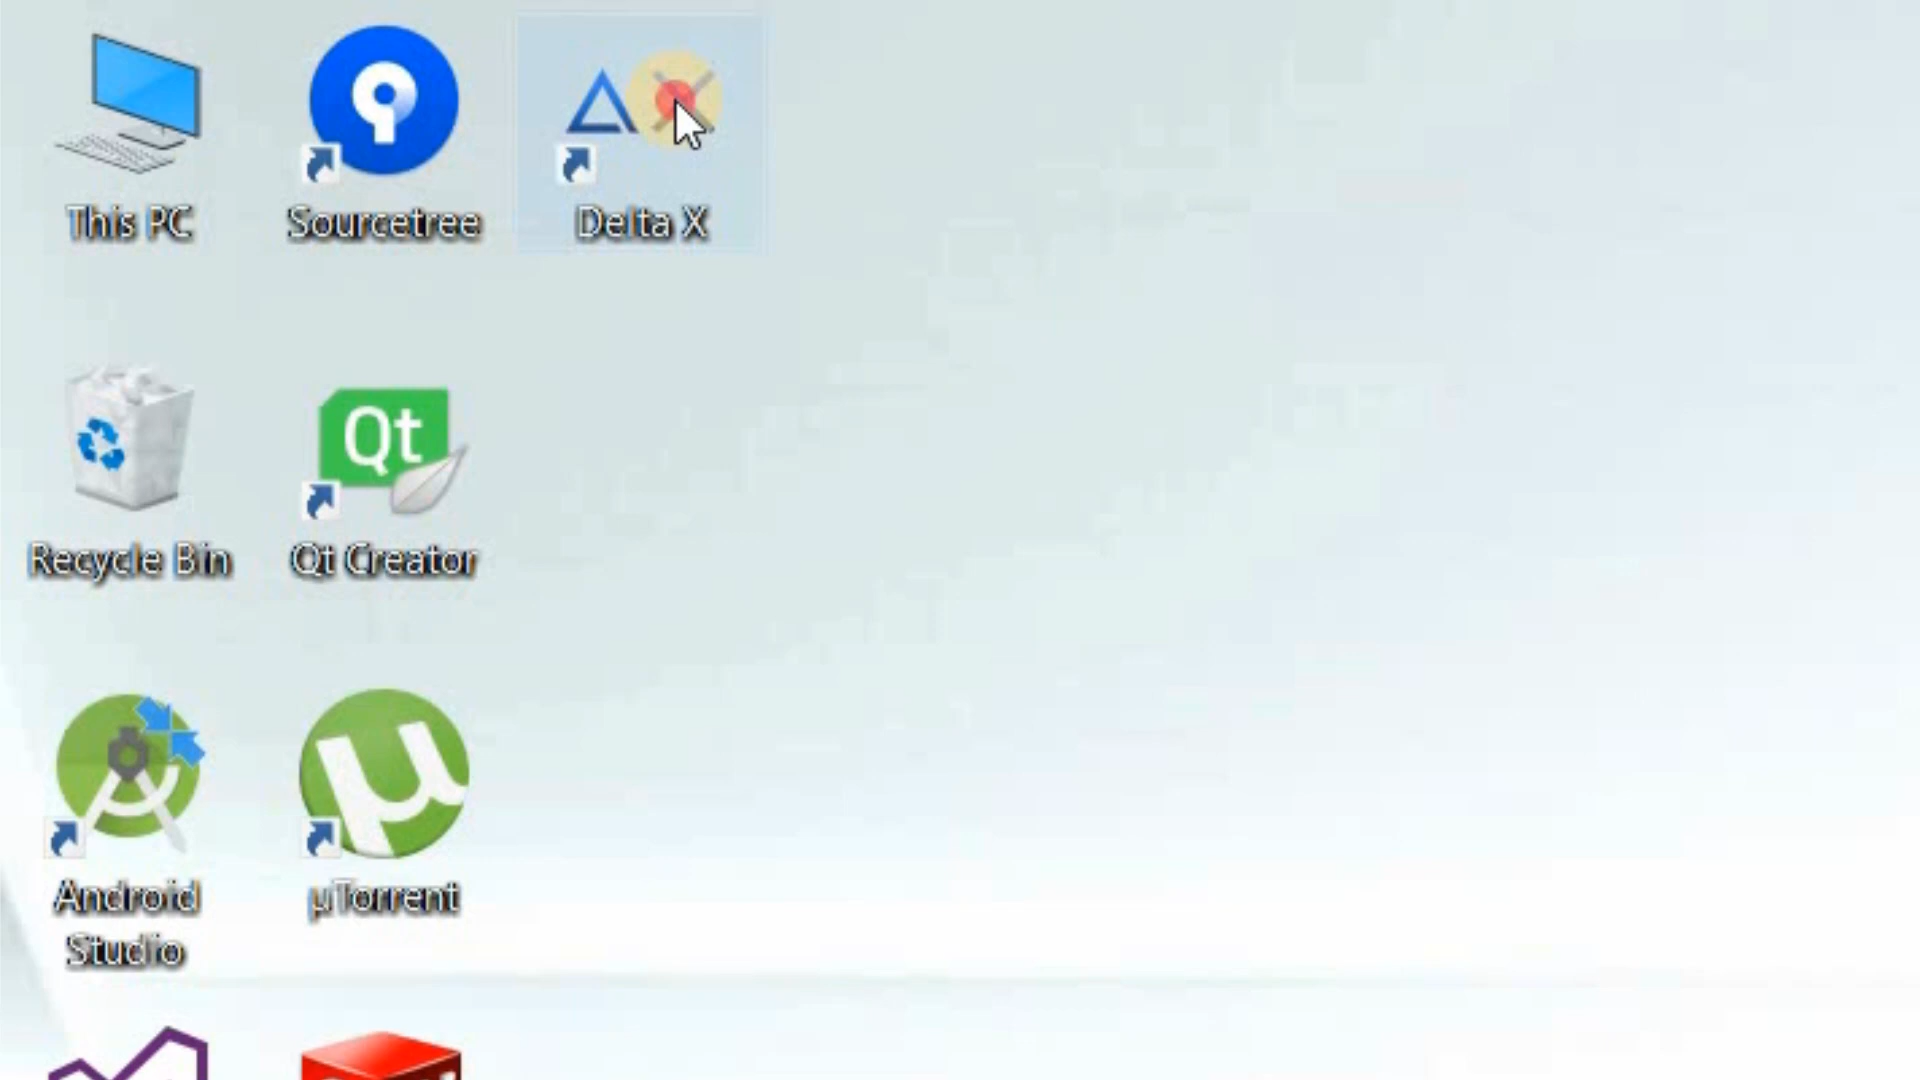 This PC
Sourcetree
Delta X
Recycle Bin
Qt
Qt Creator
µ
Android
Studio
µTorrent